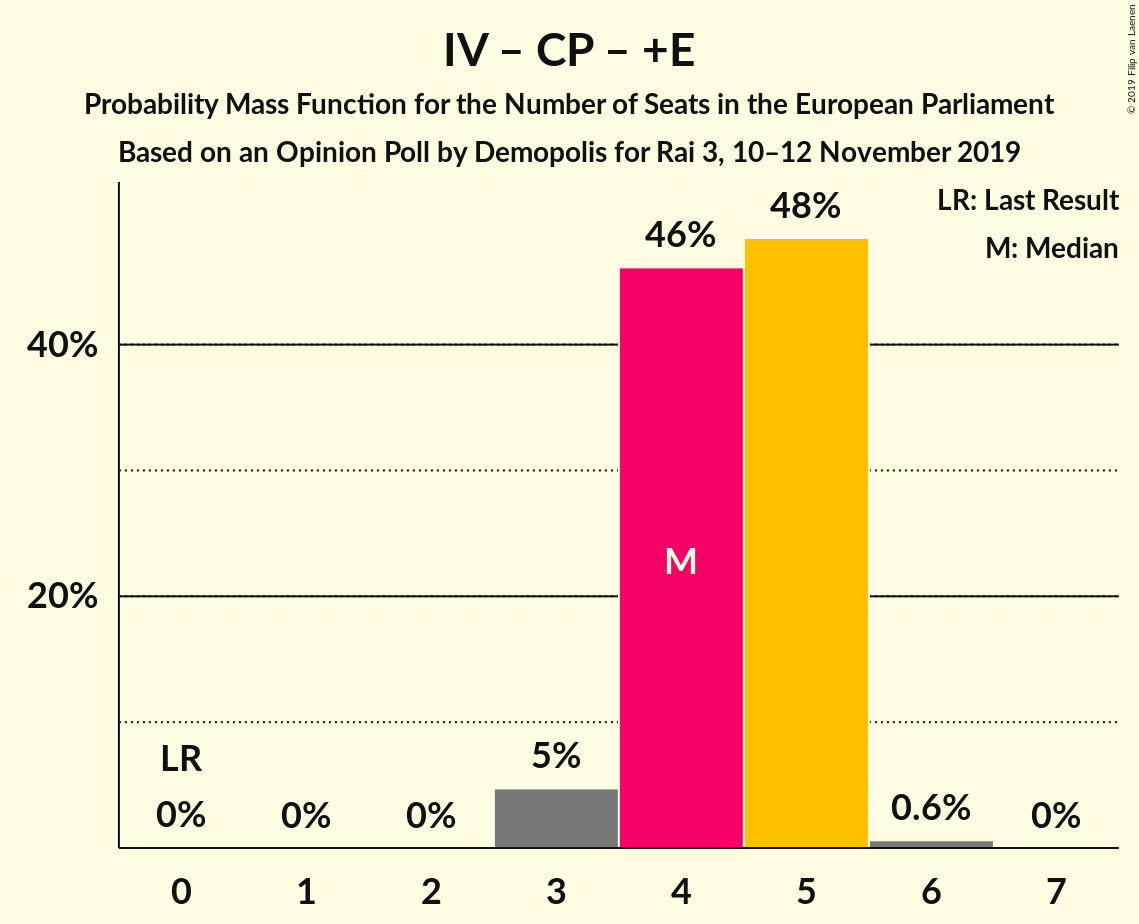 IV – CP – +E
Probability Mass Function for the Number of Seats in the European Parliament
Based on an Opinion Poll by Demopolis for Rai 3, 10–12 November 2019
© 2019 Filip van Laenen
LR: Last Result
M: Median
48%
46%
40%
M
20%
LR
5%
0%
0%
0%
0.6%
0%
0
1
2
3
4
5
6
7